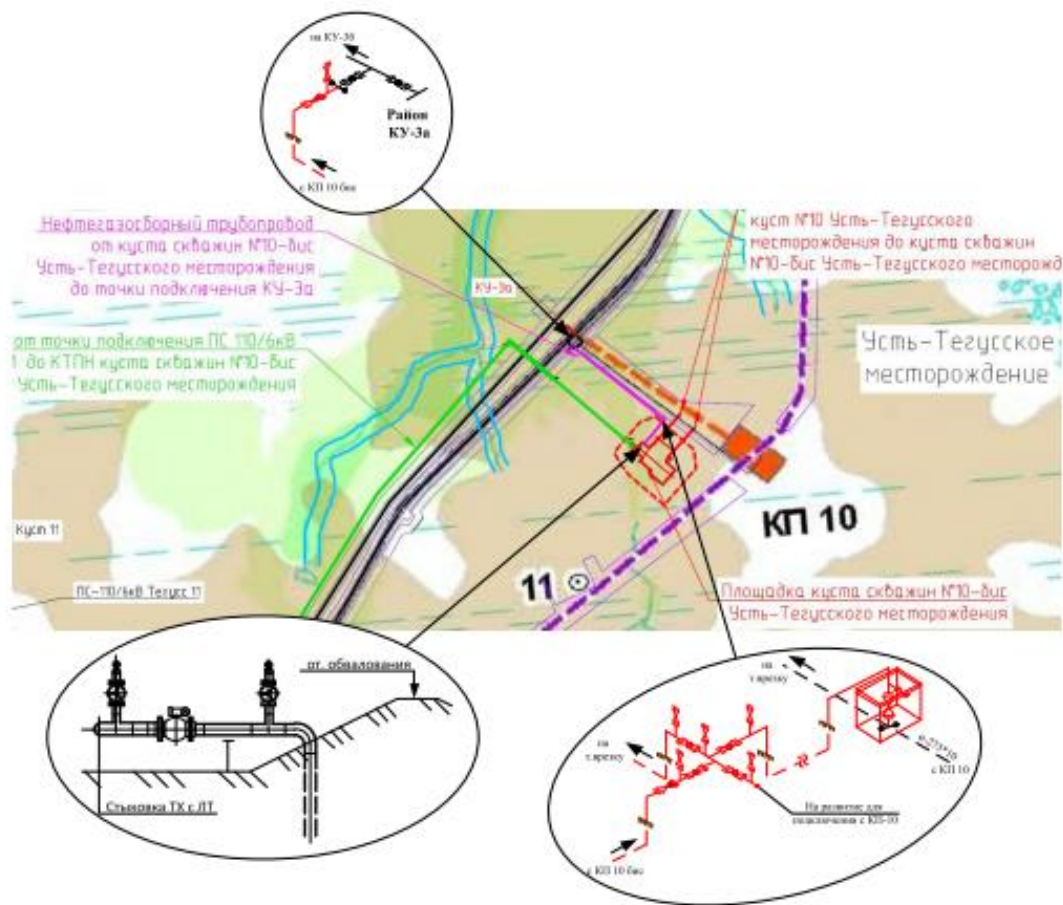 на КУ-3б
Район
КУ-3а
с КП 10 бис
Нефтегазосборный трубопровод
от куста скважин №10-бис
Усть-Тегусского месторождения
до точки подключения КУ-3а
КУ-3а
куст №10 Усть-Тегусского
месторождения до куста скважин
№10-бис Усть-Тегусского месторожд
от точки подключения ПС 110/6кВ
1 до КТПН куста скважин №10-бис
Усть-Тегусского месторождения
Усть-Тегусское
месторождение
Куст 11
КП 10
11
ПС-110/6кВ Тегусс 11
Площадка куста скважин №10-бис
Усть-Тегусского месторождения
от. обвалования
Стыковка ТХ с ЛТ
на
т.врезку
на
т.врезку
с КП 10
На развитие для
подключения с КП-10
с КП 10 бис